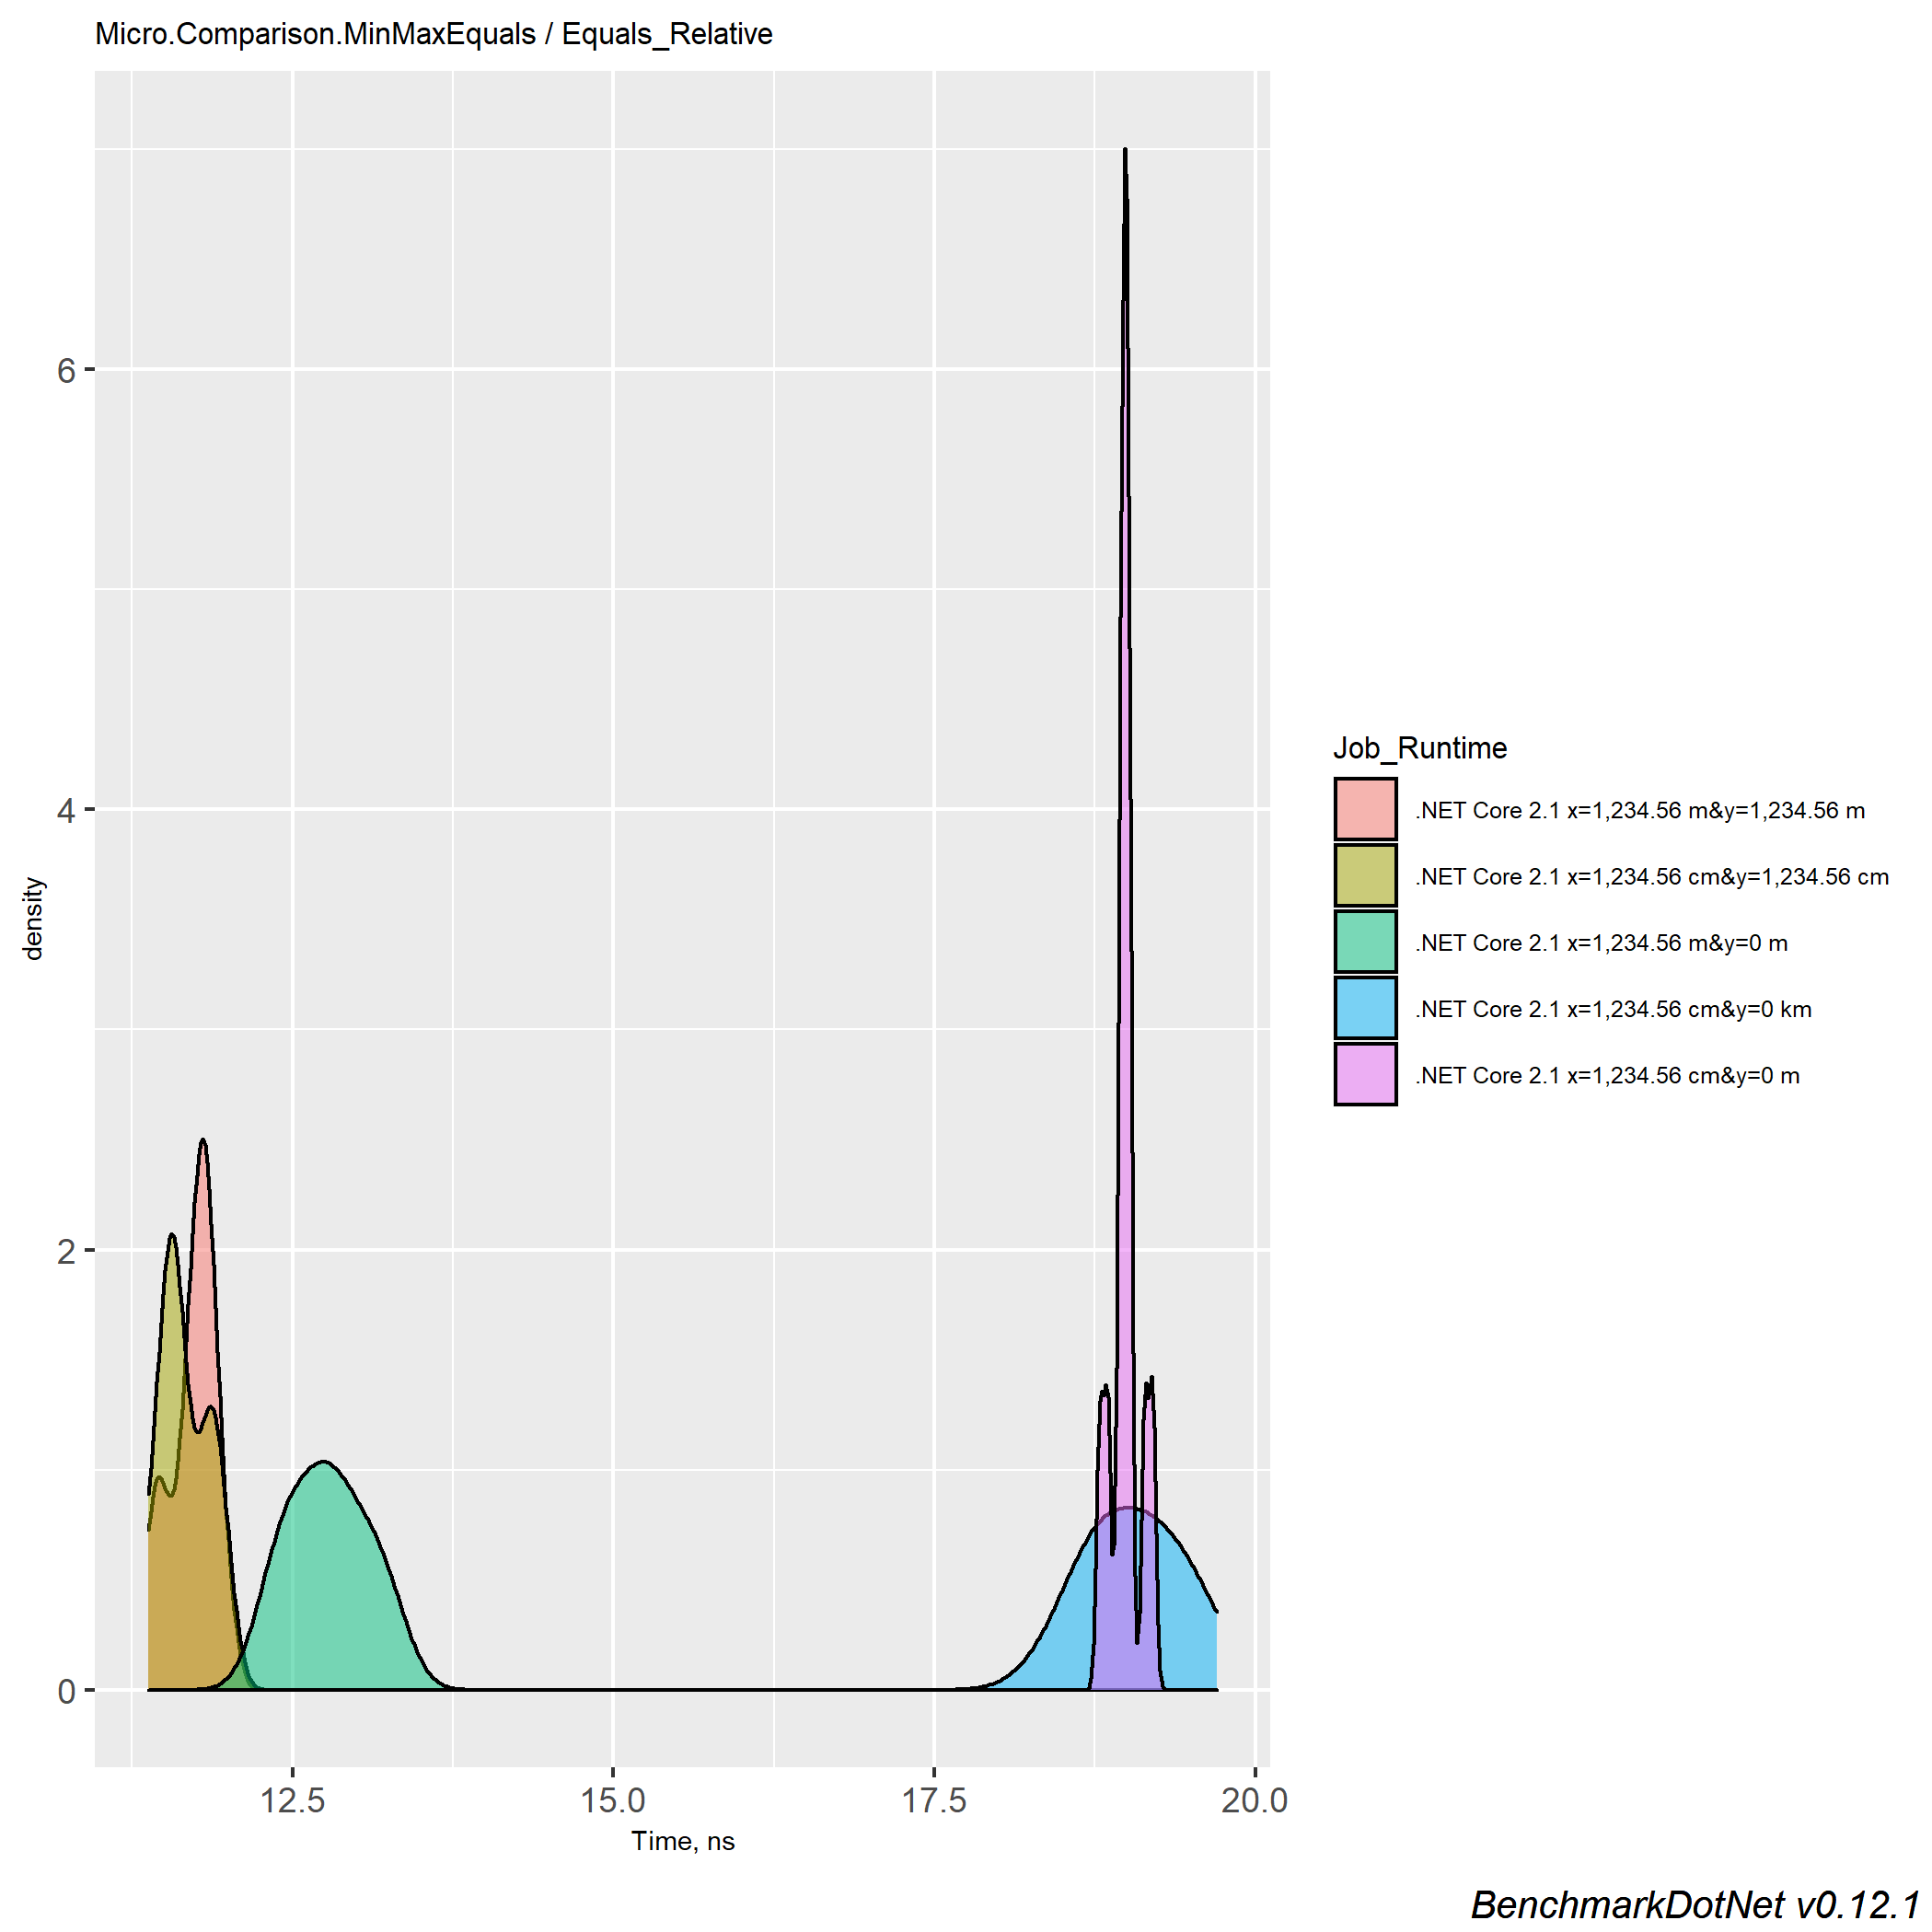 Micro.Comparison.MinMaxEquals / Equals_Relative
6
4
2
0
density
12.5 15.0 17.5 20.0
Time, ns
Job_Runtime
.NET Core 2.1 x=1,234.56 m&y=1,234.56 m
.NET Core 2.1 x=1,234.56 cm&y=1,234.56 cm
.NET Core 2.1 x=1,234.56 m&y=0 m
.NET Core 2.1 x=1,234.56 cm&y=0 km
.NET Core 2.1 x=1,234.56 cm&y=0 m
BenchmarkDotNet v0.12.1